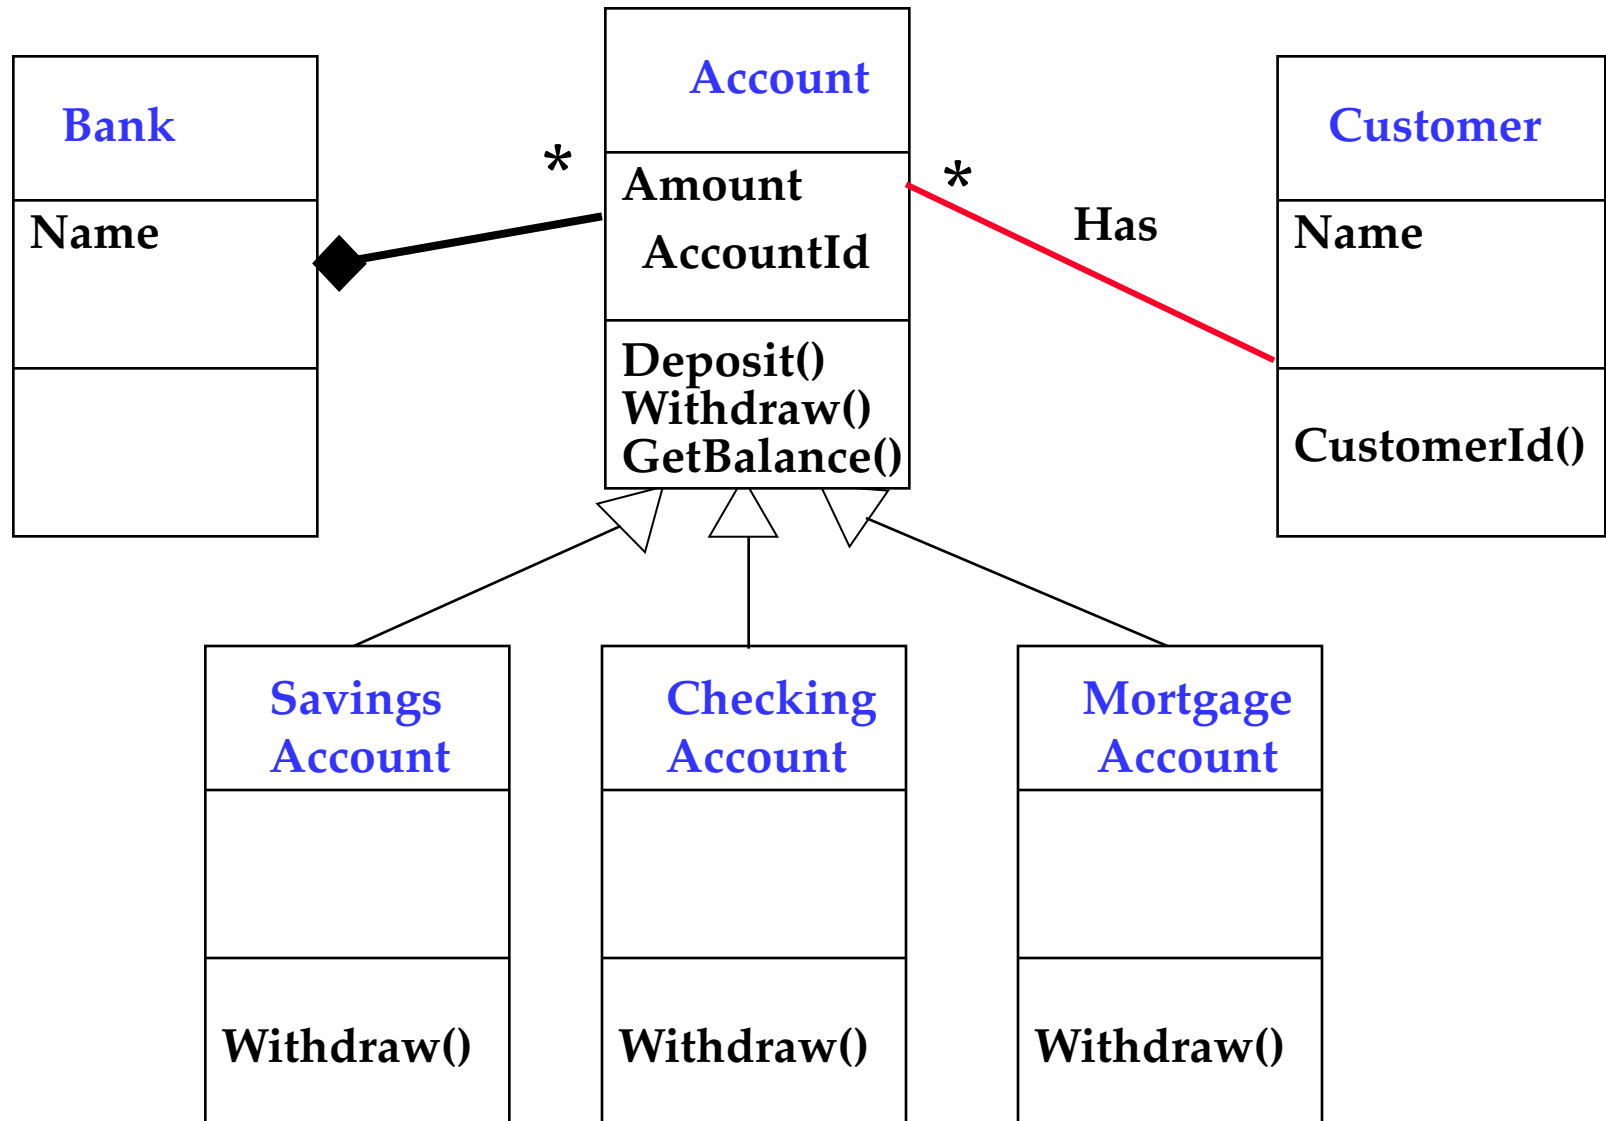 Bank
Name
*
Account
Amount
AccountId
Deposit()
Withdraw()
GetBalance()
*
Has
Customer
Name
CustomerId()
Savings
Account
Withdraw()
Checking
Account
Withdraw()
Mortgage
Account
Withdraw()